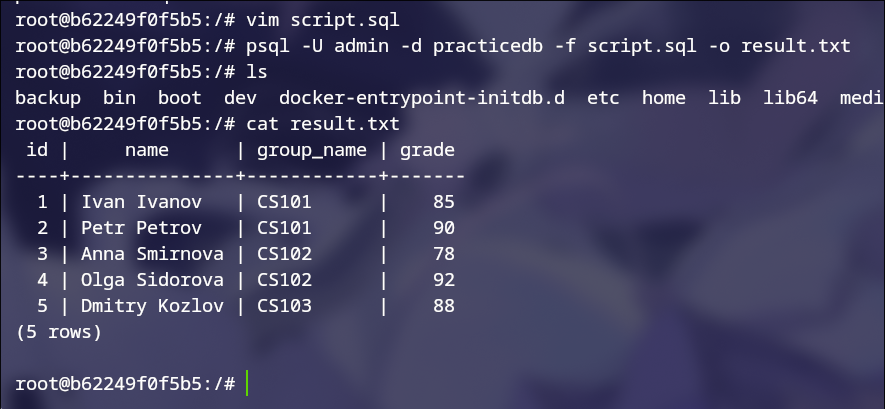 root@b62249f0f5b5:/# vim script.sql
root@b62249f0f5b5:/# psql -U admin -d practicedb -f script.sql -o result.txt
root@b62249f0f5b5:/# ls
backup  bin  boot  dev  docker-entrypoint-initdb.d  etc  home  lib  lib64  medi
root@b62249f0f5b5:/# cat result.txt
 id |     name      | group_name | grade
----+---------------+------------+-------
  1 | Ivan Ivanov   | CS101      |    85
  2 | Petr Petrov   | CS101      |    90
  3 | Anna Smirnova | CS102      |    78
  4 | Olga Sidorova | CS102      |    92
  5 | Dmitry Kozlov | CS103      |    88
(5 rows)
root@b62249f0f5b5:/#